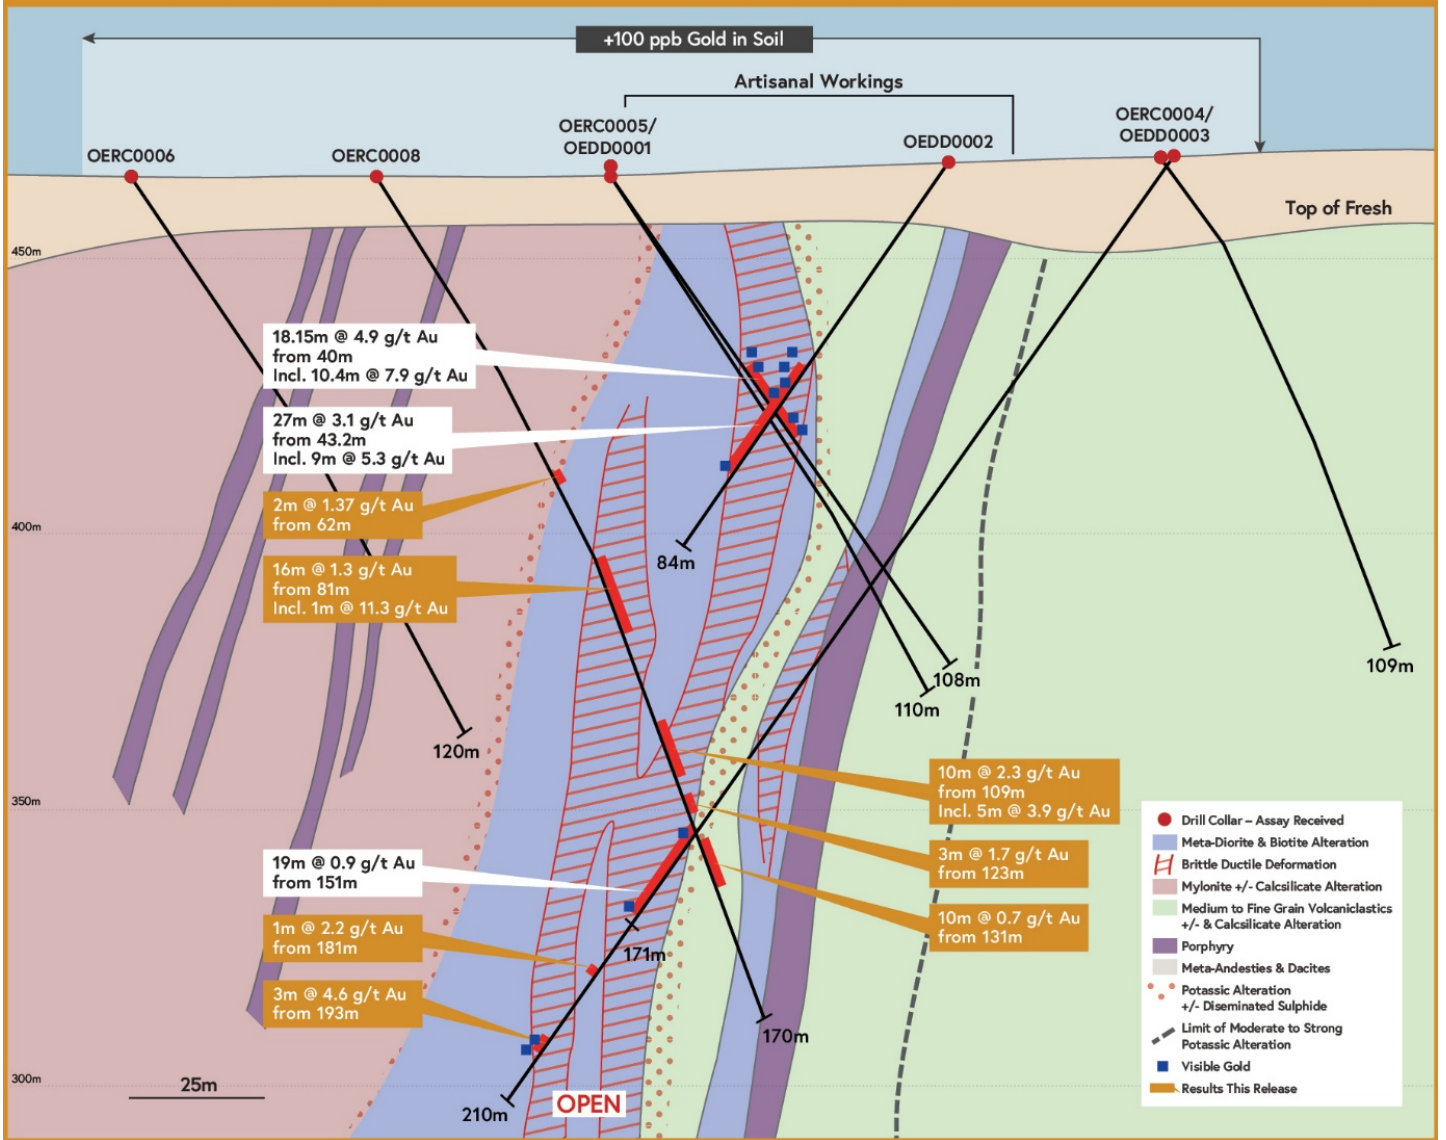 +100 ppb Gold in Soil
Artisanal Workings
OERC0006
OERC0008
OERC0005/
OEDD0001
OEDD0002
OERC0004/
OEDD0003
Top of Fresh
450m
18.15m @ 4.9 g/t Au
from 40m
Incl. 10.4m @ 7.9 g/t Au
27m @ 3.1 g/t Au
from 43.2m
Incl. 9m @ 5.3 g/t Au
2m @ 1.37 g/t Au
from 62m
400m
16m @ 1.3 g/t Au
from 81m
Incl. 1m @ 11.3 g/t Au
84m
109m
108m
110m
120m
10m @ 2.3 g/t Au
from 109m
Incl. 5m @ 3.9 g/t Au
350m
3m @ 1.7 g/t Au
from 123m
19m @ 0.9 g/t Au
from 151m
10m @ 0.7 g/t Au
from 131m
1m @ 2.2 g/t Au
from 181m
171m
3m @ 4.6 g/t Au
from 193m
170m
300m
25m
210m
OPEN
Drill Collar – Assay Received
Meta-Diorite & Biotite Alteration
Brittle Ductile Deformation
Mylonite +/- Calcsilicate Alteration
Medium to Fine Grain Volcaniclastics
+/- & Calcsilicate Alteration
Porphyry
Meta-Andesties & Dacites
Potassic Alteration
+/- Diseminated Sulphide
Limit of Moderate to Strong
Potassic Alteration
Visible Gold
Results This Release